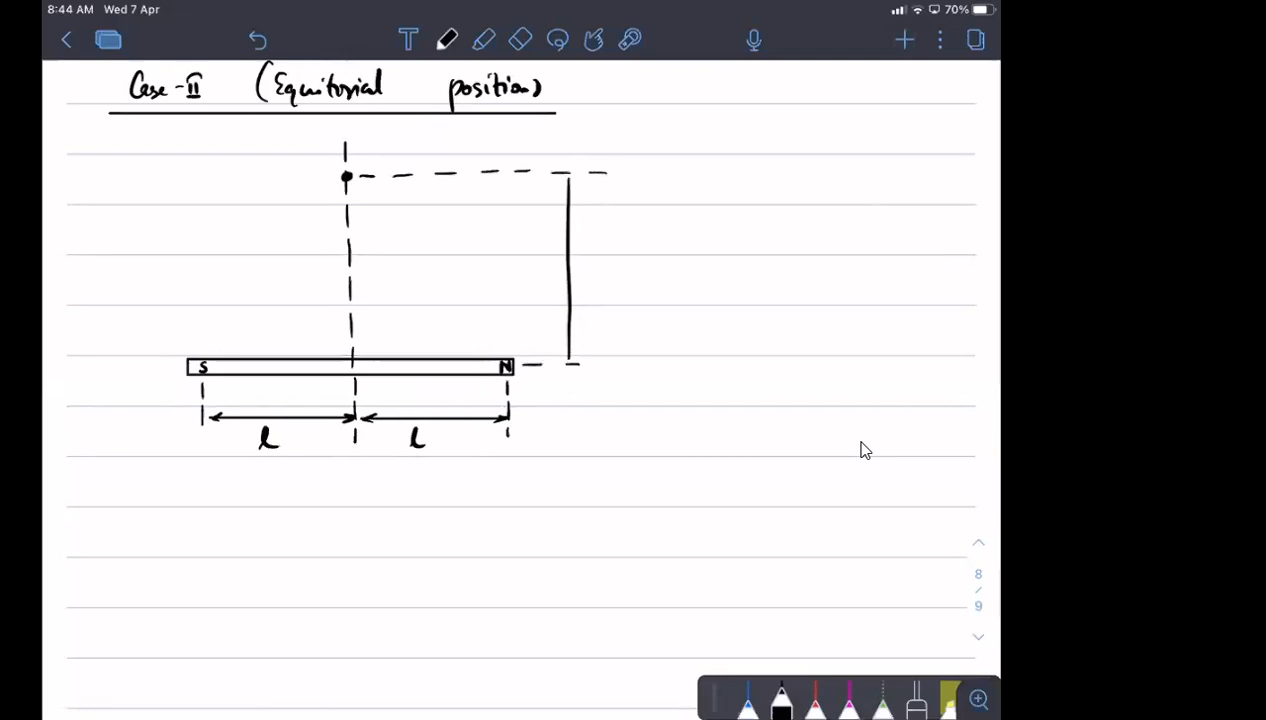 8:44 AM Wed 7 Apr
70%
T
Case-II (Equitorial position)
S N
l l
8
/
9